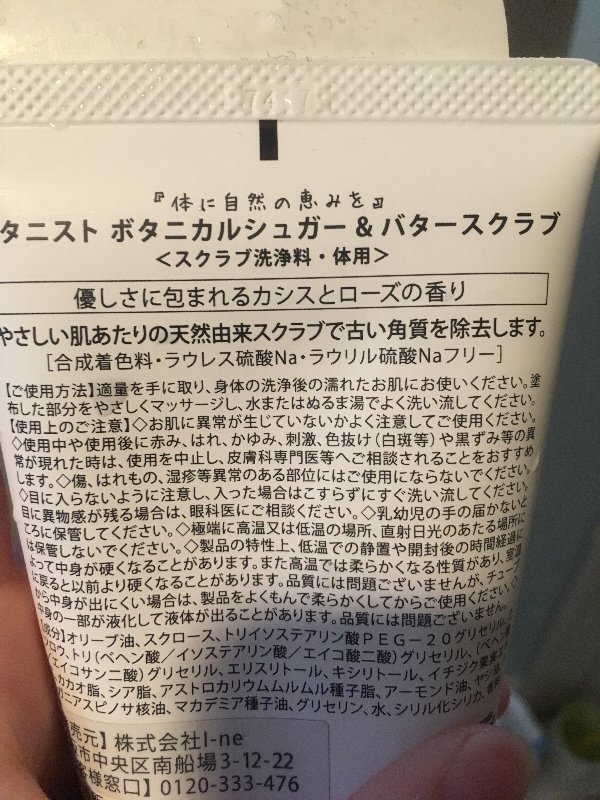 『体に自然の恵みを』
タニスト ボタニカルシュガー & バタースクラブ
<スクラブ洗浄料・体用>
優しさに包まれるカシスとローズの香り
やさしい肌あたりの天然由来スクラブで古い角質を除去します。
[合成着色料・ラウレス硫酸Na・ラウリル硫酸Naフリー]
【ご使用方法】適量を手に取り、身体の洗浄後の濡れたお肌にお使いください。塗
布した部分をやさしくマッサージし、水またはぬるま湯でよく洗い流してください。
【使用上のご注意】◇お肌に異常が生じていないかよく注意してご使用ください。
◇使用中や使用後に赤み、はれ、かゆみ、刺激、色抜け(白斑等)や黒ずみ等の異
常が現れた時は、使用を中止し、皮膚科専門医等へご相談されることをおすすめ
します。◇傷、はれもの、湿疹等異常のある部位にはご使用にならないでください。
◇目に入らないように注意し、入った場合はこすらずにすぐ洗い流してください。
目に異物感が残る場合は、眼科医にご相談ください。◇乳幼児の手の届かないと
ころに保管してください。◇極端に高温又は低温の場所、直射日光のあたる場所に
は保管しないでください。◇製品の特性上、低温での静置や開封後の時間経過に
よって中身が硬くなることがあります。また高温では柔らかくなる性質があり、室温
に戻ると以前より硬くなることがあります。品質には問題ございませんが、チューブ
から中身が出にくい場合は、製品をよくもんで柔らかくしてからご使用ください。◇
中身の一部が液化して液体が出ることがあります。品質には問題ございません。
【成分】オリーブ油、スクロース、トリイソステアリン酸PEG-20グリセリル、
ロウ、トリ(ベヘン酸/イソステアリン酸/エイコサン二酸)グリセリル、(ベヘン酸
/エイコサン二酸)グリセリル、エリスリトール、キシリトール、イチジク果実
カカオ脂、シア脂、アストロカリウムムルムル種子脂、アーモンド油、ヤシ油、
ガニアスピノサ核油、マカデミア種子油、グリセリン、水、シリル化シリカ、香料
売元】株式会社I-ne
市中央区南船場3-12-22
客様窓口】0120-333-476